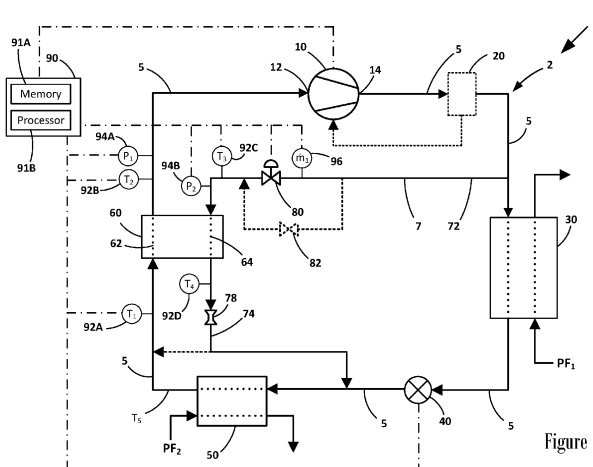 91A
90
10
5
12
14
5
20
2
Memory
Processor
91B
94A
P₁
T₂
92B
94B
P₂
T₃
92C
m₁
96
5
80
7
72
60
62
64
82
30
T₄
92D
78
74
T₁
92A
5
T₅
PF₁
PF₂
50
5
40
5
Figure